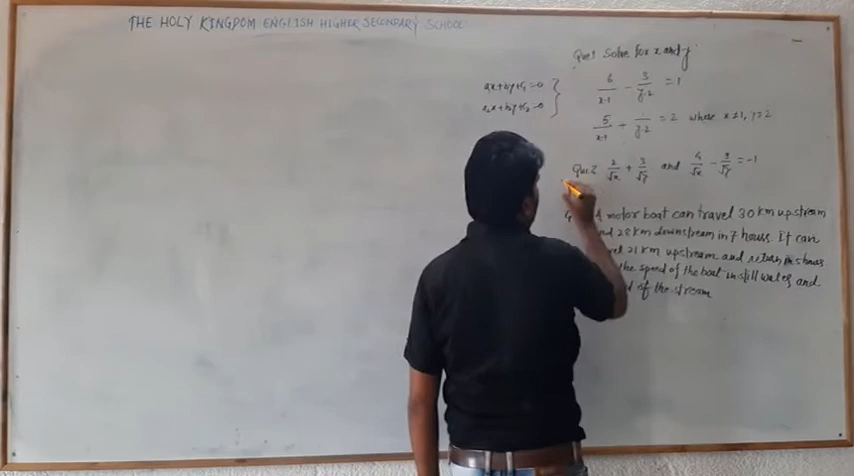 THE HOLY KINGDOM ENGLISH HIGHER SECONDARY SCHOOL
Que1 Solve for x and y
6/x-1 - 3/y-2 = 1
5/x-1 + 1/y-2 = 2 where x≠1, y≠2
a₁x+b₁y+c₁=0
a₂x+b₂y+c₂=0
Que2 2/√x + 3/√y and 4/√x - 9/√y = -1
A motor boat can travel 30 km upstream
28 km downstream in 7 hours. It can
21 km upstream and return in 5 hours
the speed of the boat in still water and
of the stream